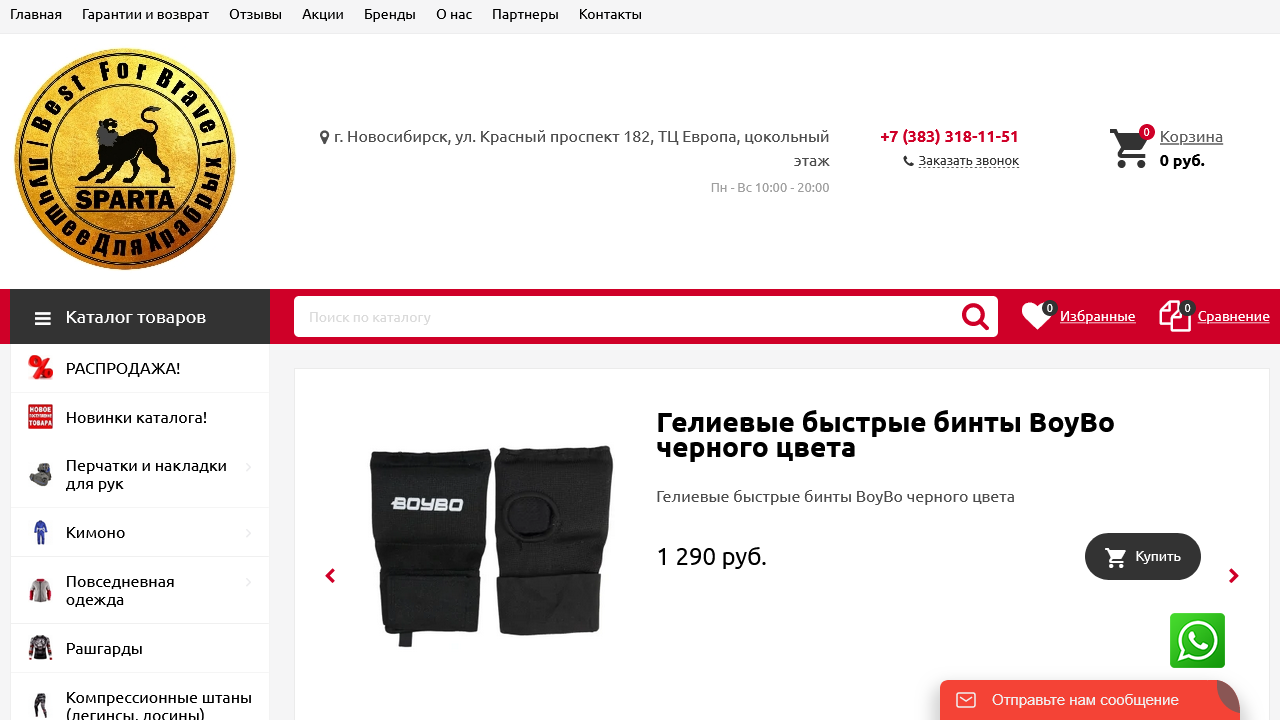 Главная Гарантии и возврат Отзывы Акции Бренды О нас Партнеры Контакты
| Best For Brave |
SPARTA
Лучшее Для Храбрых
г. Новосибирск, ул. Красный проспект 182, ТЦ Европа, цокольный
этаж
Пн - Вс 10:00 - 20:00
+7 (383) 318-11-51
Заказать звонок
0 Корзина
0 руб.
Каталог товаров
Поиск по каталогу
0 Избранные
0 Сравнение
РАСПРОДАЖА!
НОВОЕ
ПОСТУПЛЕНИЕ
ТОВАРА
Новинки каталога!
Перчатки и накладки
для рук
Кимоно
Повседневная
одежда
Рашгарды
Компрессионные штаны
(легинсы, лосины)
BOYBO
Гелиевые быстрые бинты BoyBo
черного цвета
Гелиевые быстрые бинты BoyBo черного цвета
1 290 руб.
Купить
Отправьте нам сообщение